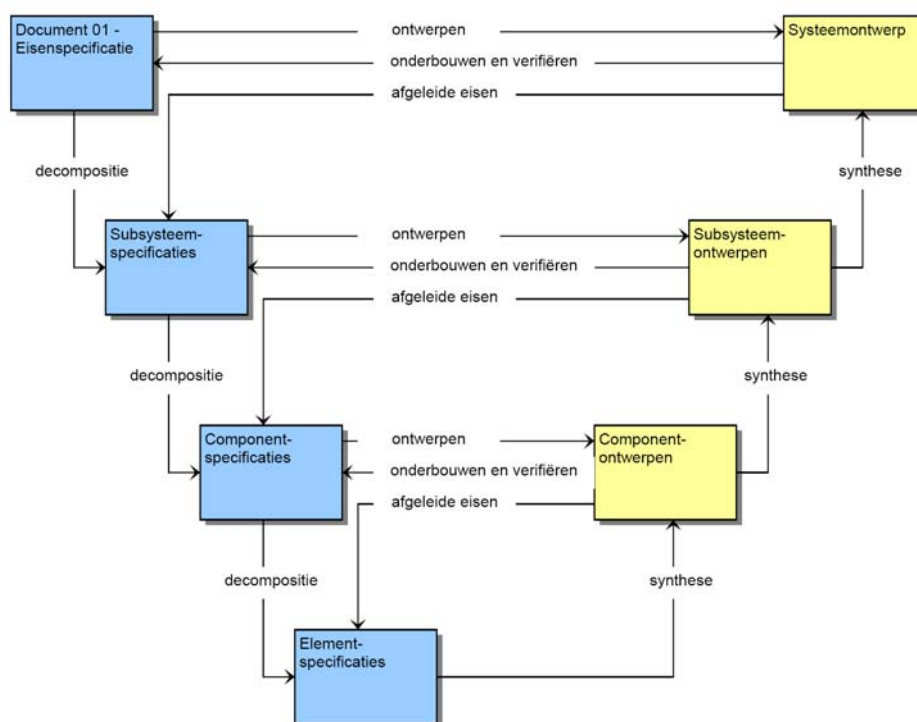 Document 01 -
Eisenspecificatie
ontwerpen
Systeemontwerp
onderbouwen en verifiëren
afgeleide eisen
decompositie
synthese
Subsysteem-
specificaties
ontwerpen
Subsysteem-
ontwerpen
onderbouwen en verifiëren
afgeleide eisen
decompositie
synthese
Component-
specificaties
ontwerpen
Component-
ontwerpen
onderbouwen en verifiëren
afgeleide eisen
decompositie
synthese
Element-
specificaties